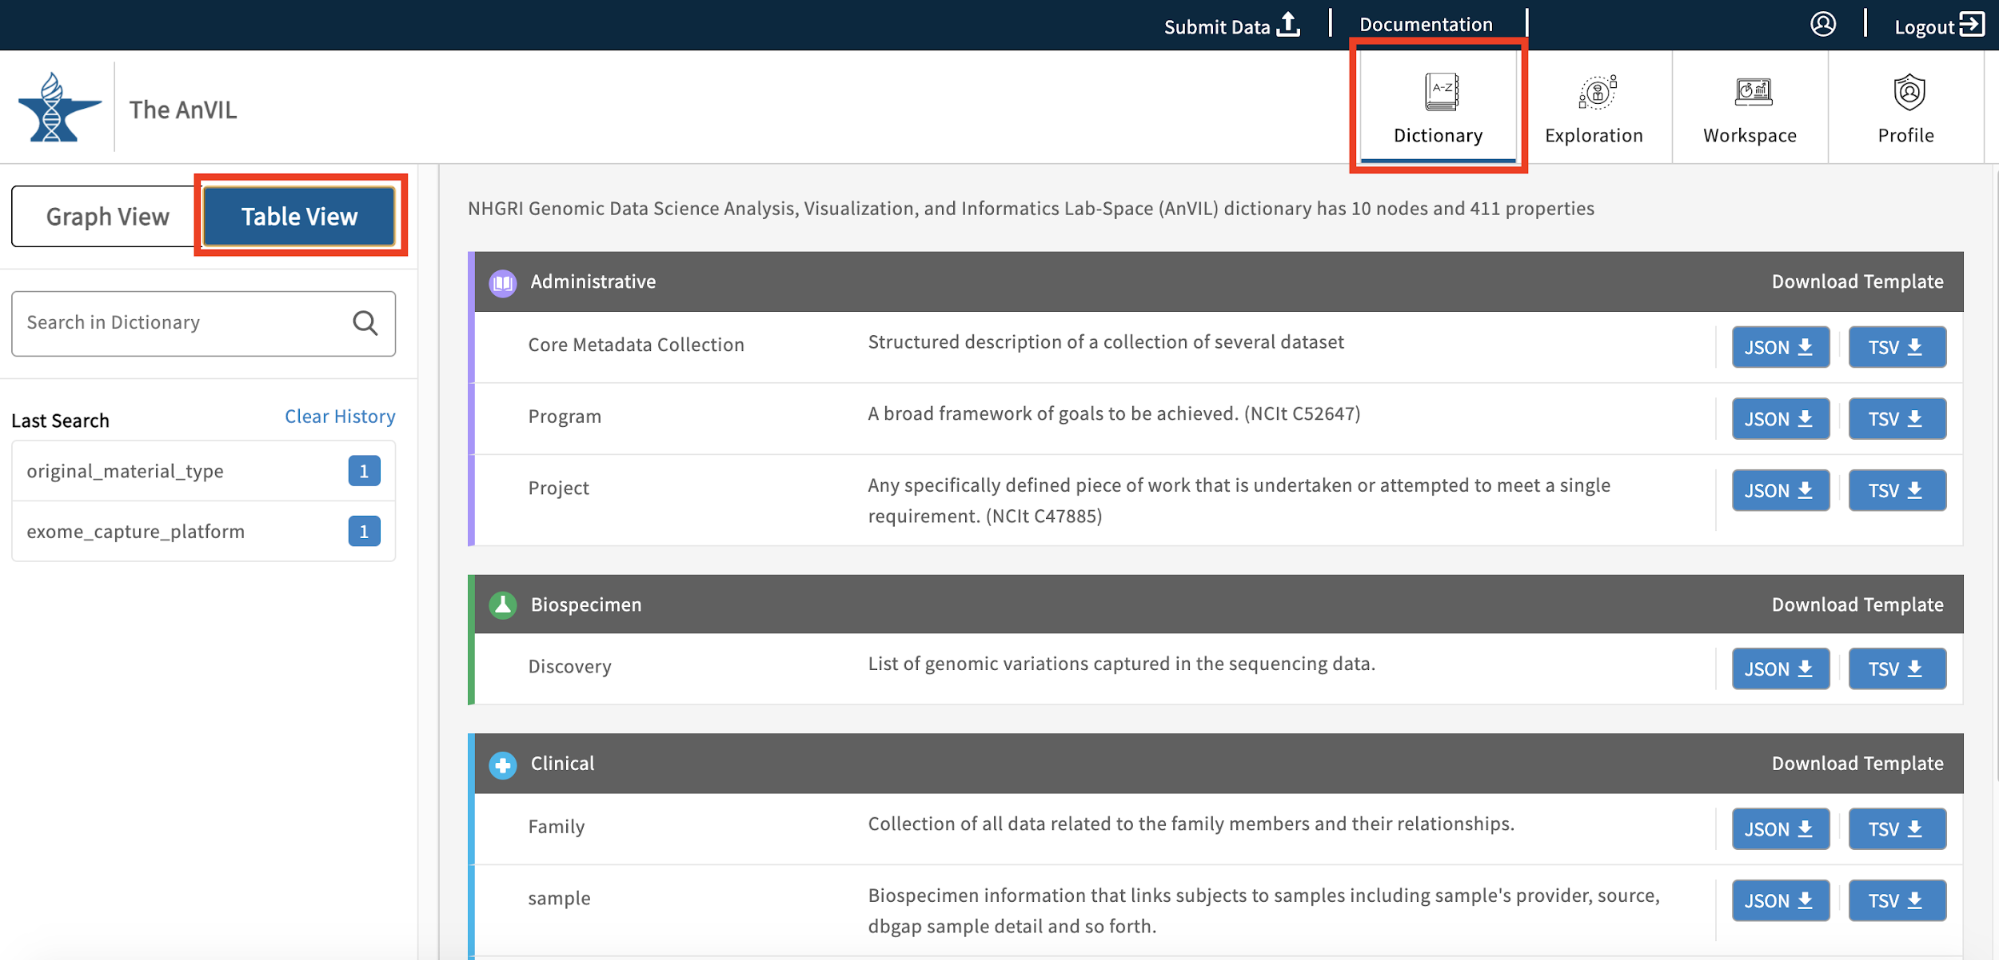 Submit Data
Documentation
Logout
The AnVIL
A-Z
Dictionary
Exploration
Workspace
Profile
Graph View
Table View
Search in Dictionary
Last Search
Clear History
original_material_type
1
exome_capture_platform
1
NHGRI Genomic Data Science Analysis, Visualization, and Informatics Lab-Space (AnVIL) dictionary has 10 nodes and 411 properties
Administrative
Download Template
Core Metadata Collection
Structured description of a collection of several dataset
JSON
TSV
Program
A broad framework of goals to be achieved. (NCIt C52647)
JSON
TSV
Project
Any specifically defined piece of work that is undertaken or attempted to meet a single
requirement. (NCIt C47885)
JSON
TSV
Biospecimen
Download Template
Discovery
List of genomic variations captured in the sequencing data.
JSON
TSV
Clinical
Download Template
Family
Collection of all data related to the family members and their relationships.
JSON
TSV
sample
Biospecimen information that links subjects to samples including sample's provider, source,
dbgap sample detail and so forth.
JSON
TSV